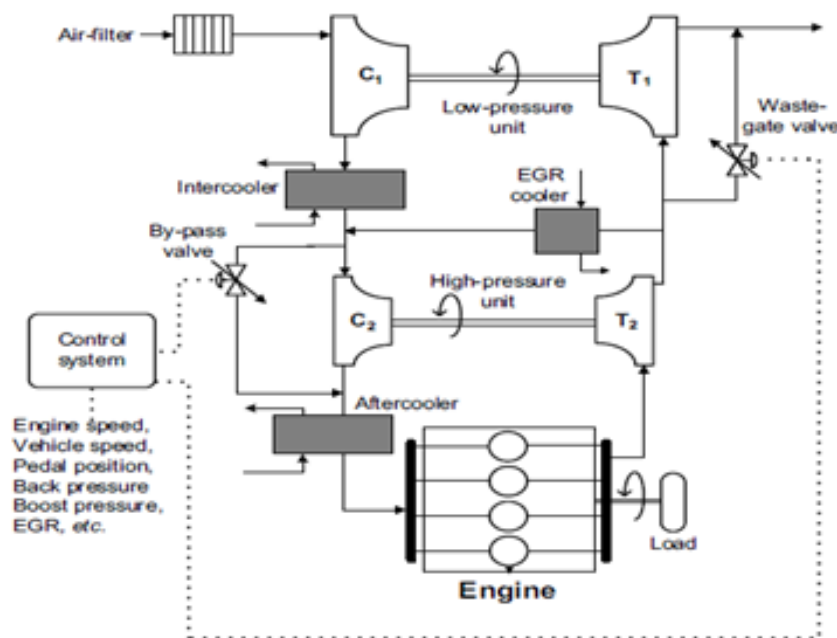 Air-filter
C1
T1
Low-pressure
unit
Waste-
gate valve
Intercooler
EGR
cooler
By-pass
valve
High-pressure
unit
C2
T2
Control
system
Aftercooler
Engine speed,
Vehicle speed,
Pedal position,
Back pressure
Boost pressure,
EGR, etc.
Load
Engine